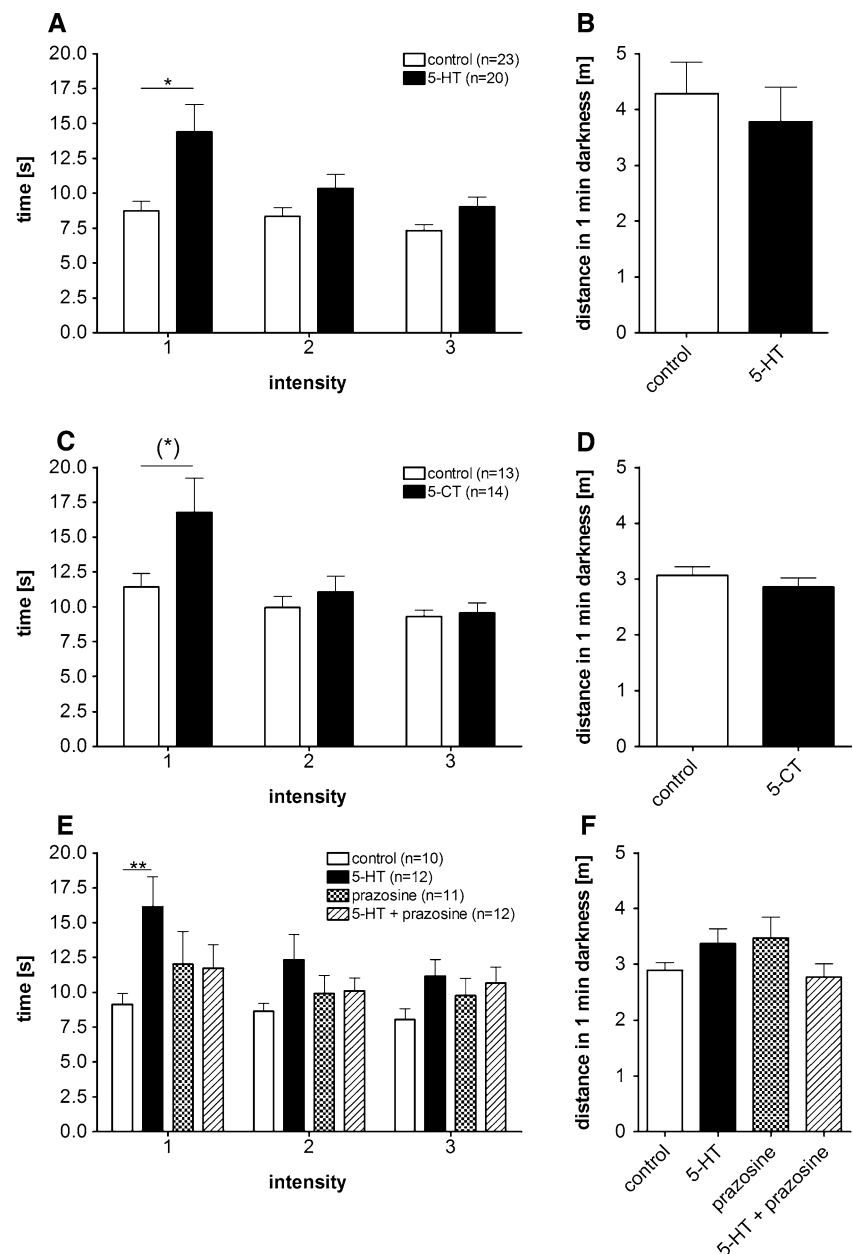 A
B
20.0
17.5
15.0
12.5
10.0
7.5
5.0
2.5
0.0
time [s]
*
control (n=23)
5-HT (n=20)
1
2
3
intensity
5
4
3
2
1
0
distance in 1 min darkness [m]
control
5-HT
C
D
20.0
17.5
15.0
12.5
10.0
7.5
5.0
2.5
0.0
time [s]
(*)
control (n=13)
5-CT (n=14)
1
2
3
intensity
5
4
3
2
1
0
distance in 1 min darkness [m]
control
5-CT
E
F
20.0
17.5
15.0
12.5
10.0
7.5
5.0
2.5
0.0
time [s]
**
control (n=10)
5-HT (n=12)
prazosine (n=11)
5-HT + prazosine (n=12)
1
2
3
intensity
5
4
3
2
1
0
distance in 1 min darkness [m]
control
5-HT
prazosine
5-HT + prazosine